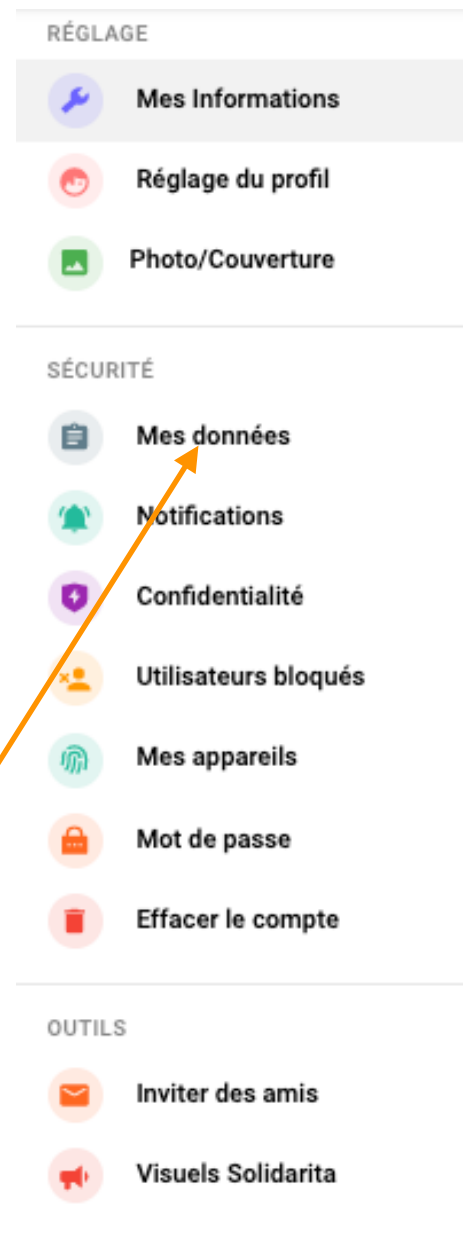 RÉGLAGE
Mes Informations
Réglage du profil
Photo/Couverture
SÉCURITÉ
Mes données
Notifications
Confidentialité
Utilisateurs bloqués
Mes appareils
Mot de passe
Effacer le compte
OUTILS
Inviter des amis
Visuels Solidarita